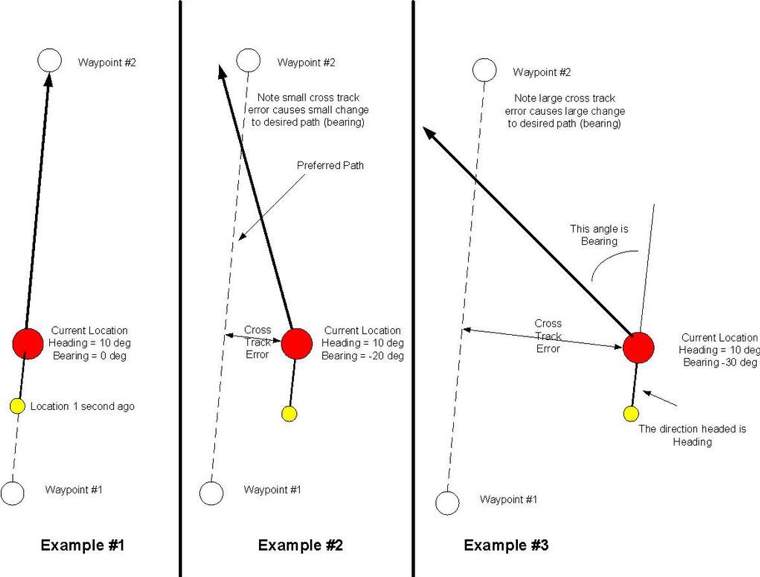 Waypoint #2
Current Location
Heading = 10 deg
Bearing = 0 deg
Location 1 second ago
Waypoint #1
Example #1
Waypoint #2
Note small cross track
error causes small change
to desired path (bearing)
Preferred Path
Cross
Track
Error
Current Location
Heading = 10 deg
Bearing = -20 deg
Waypoint #1
Example #2
Waypoint #2
Note large cross track
error causes large change
to desired path (bearing)
This angle is
Bearing
Cross
Track
Error
Current Location
Heading = 10 deg
Bearing -30 deg
The direction headed is
Heading
Waypoint #1
Example #3